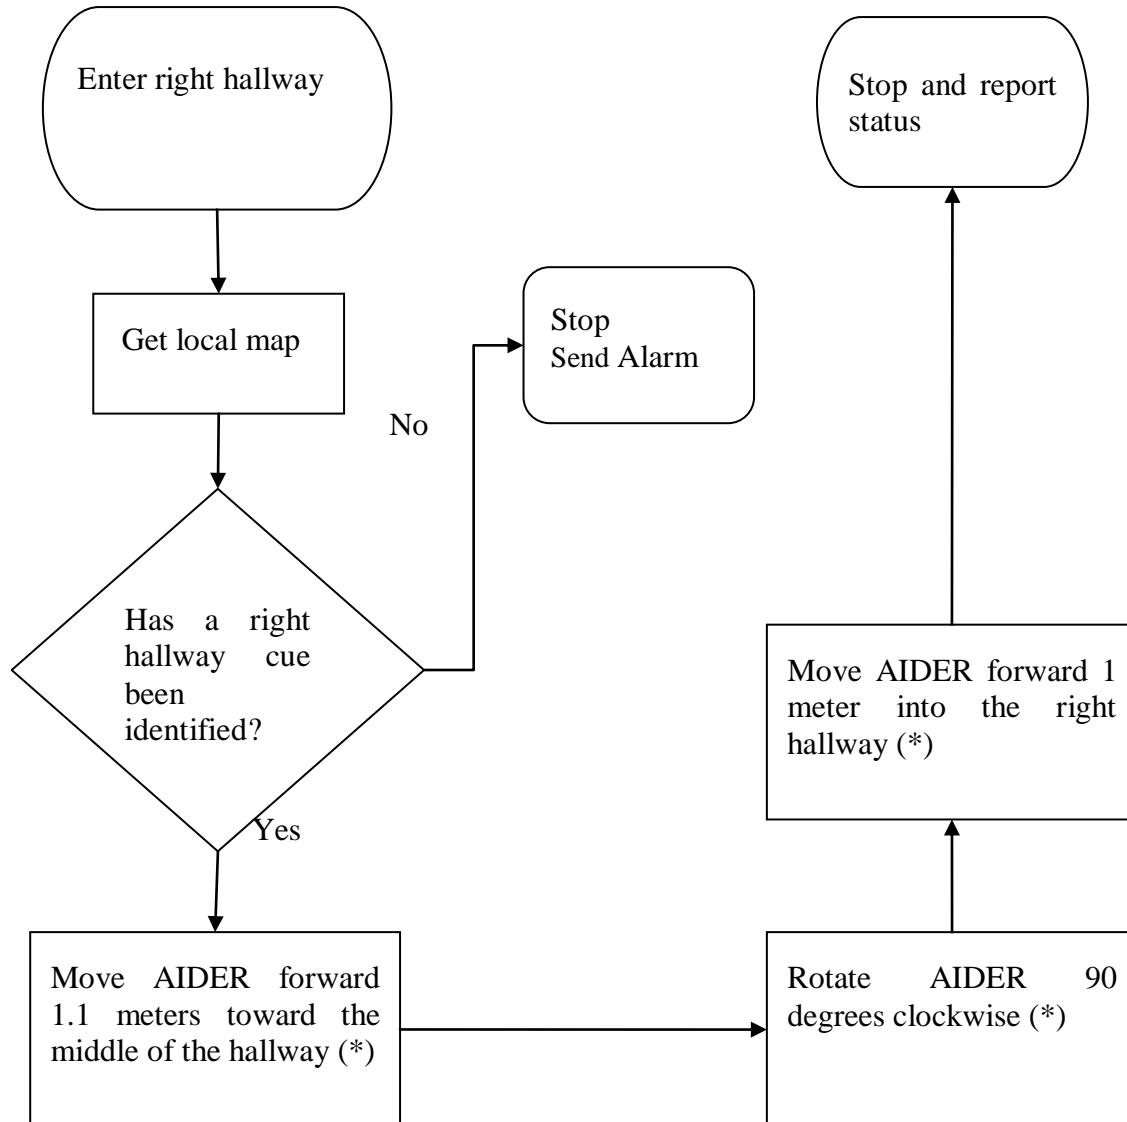 Enter right hallway
Get local map
No
Stop
Send Alarm
Has a right
hallway cue
been
identified?
Yes
Move AIDER forward
1.1 meters toward the
middle of the hallway (*)
Rotate AIDER 90
degrees clockwise (*)
Move AIDER forward 1
meter into the right
hallway (*)
Stop and report
status